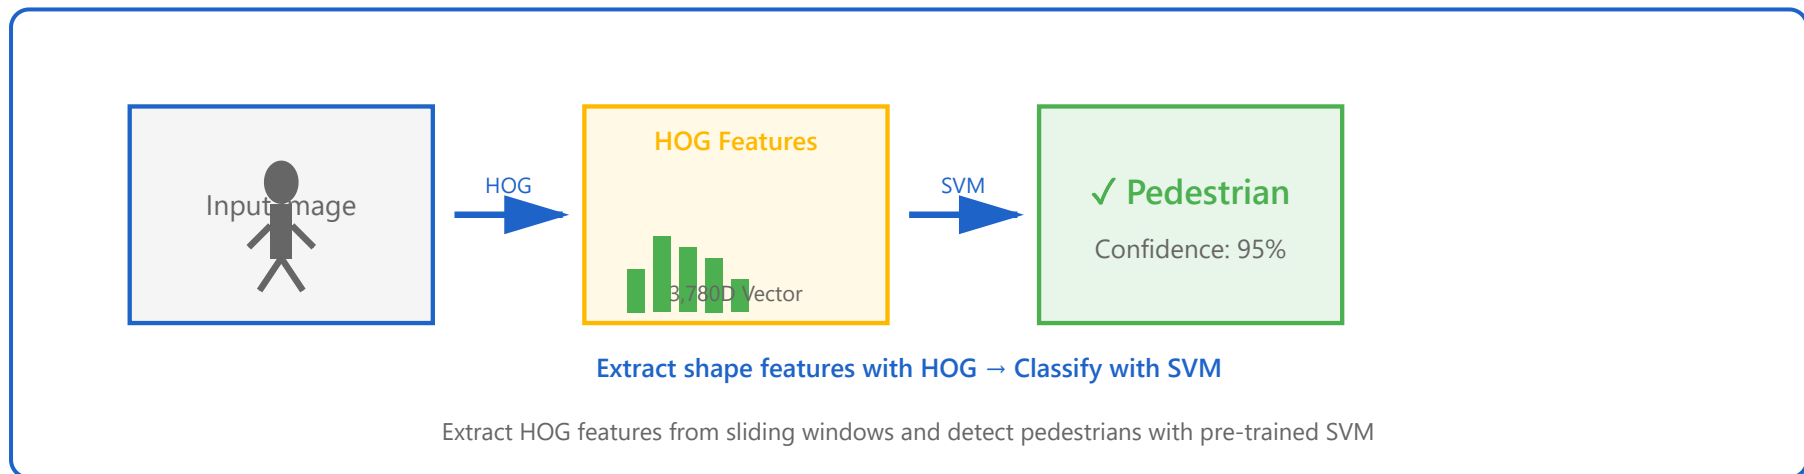 Input Image
HOG
HOG Features
3,780D Vector
SVM
✓ Pedestrian
Confidence: 95%
Extract shape features with HOG → Classify with SVM
Extract HOG features from sliding windows and detect pedestrians with pre-trained SVM